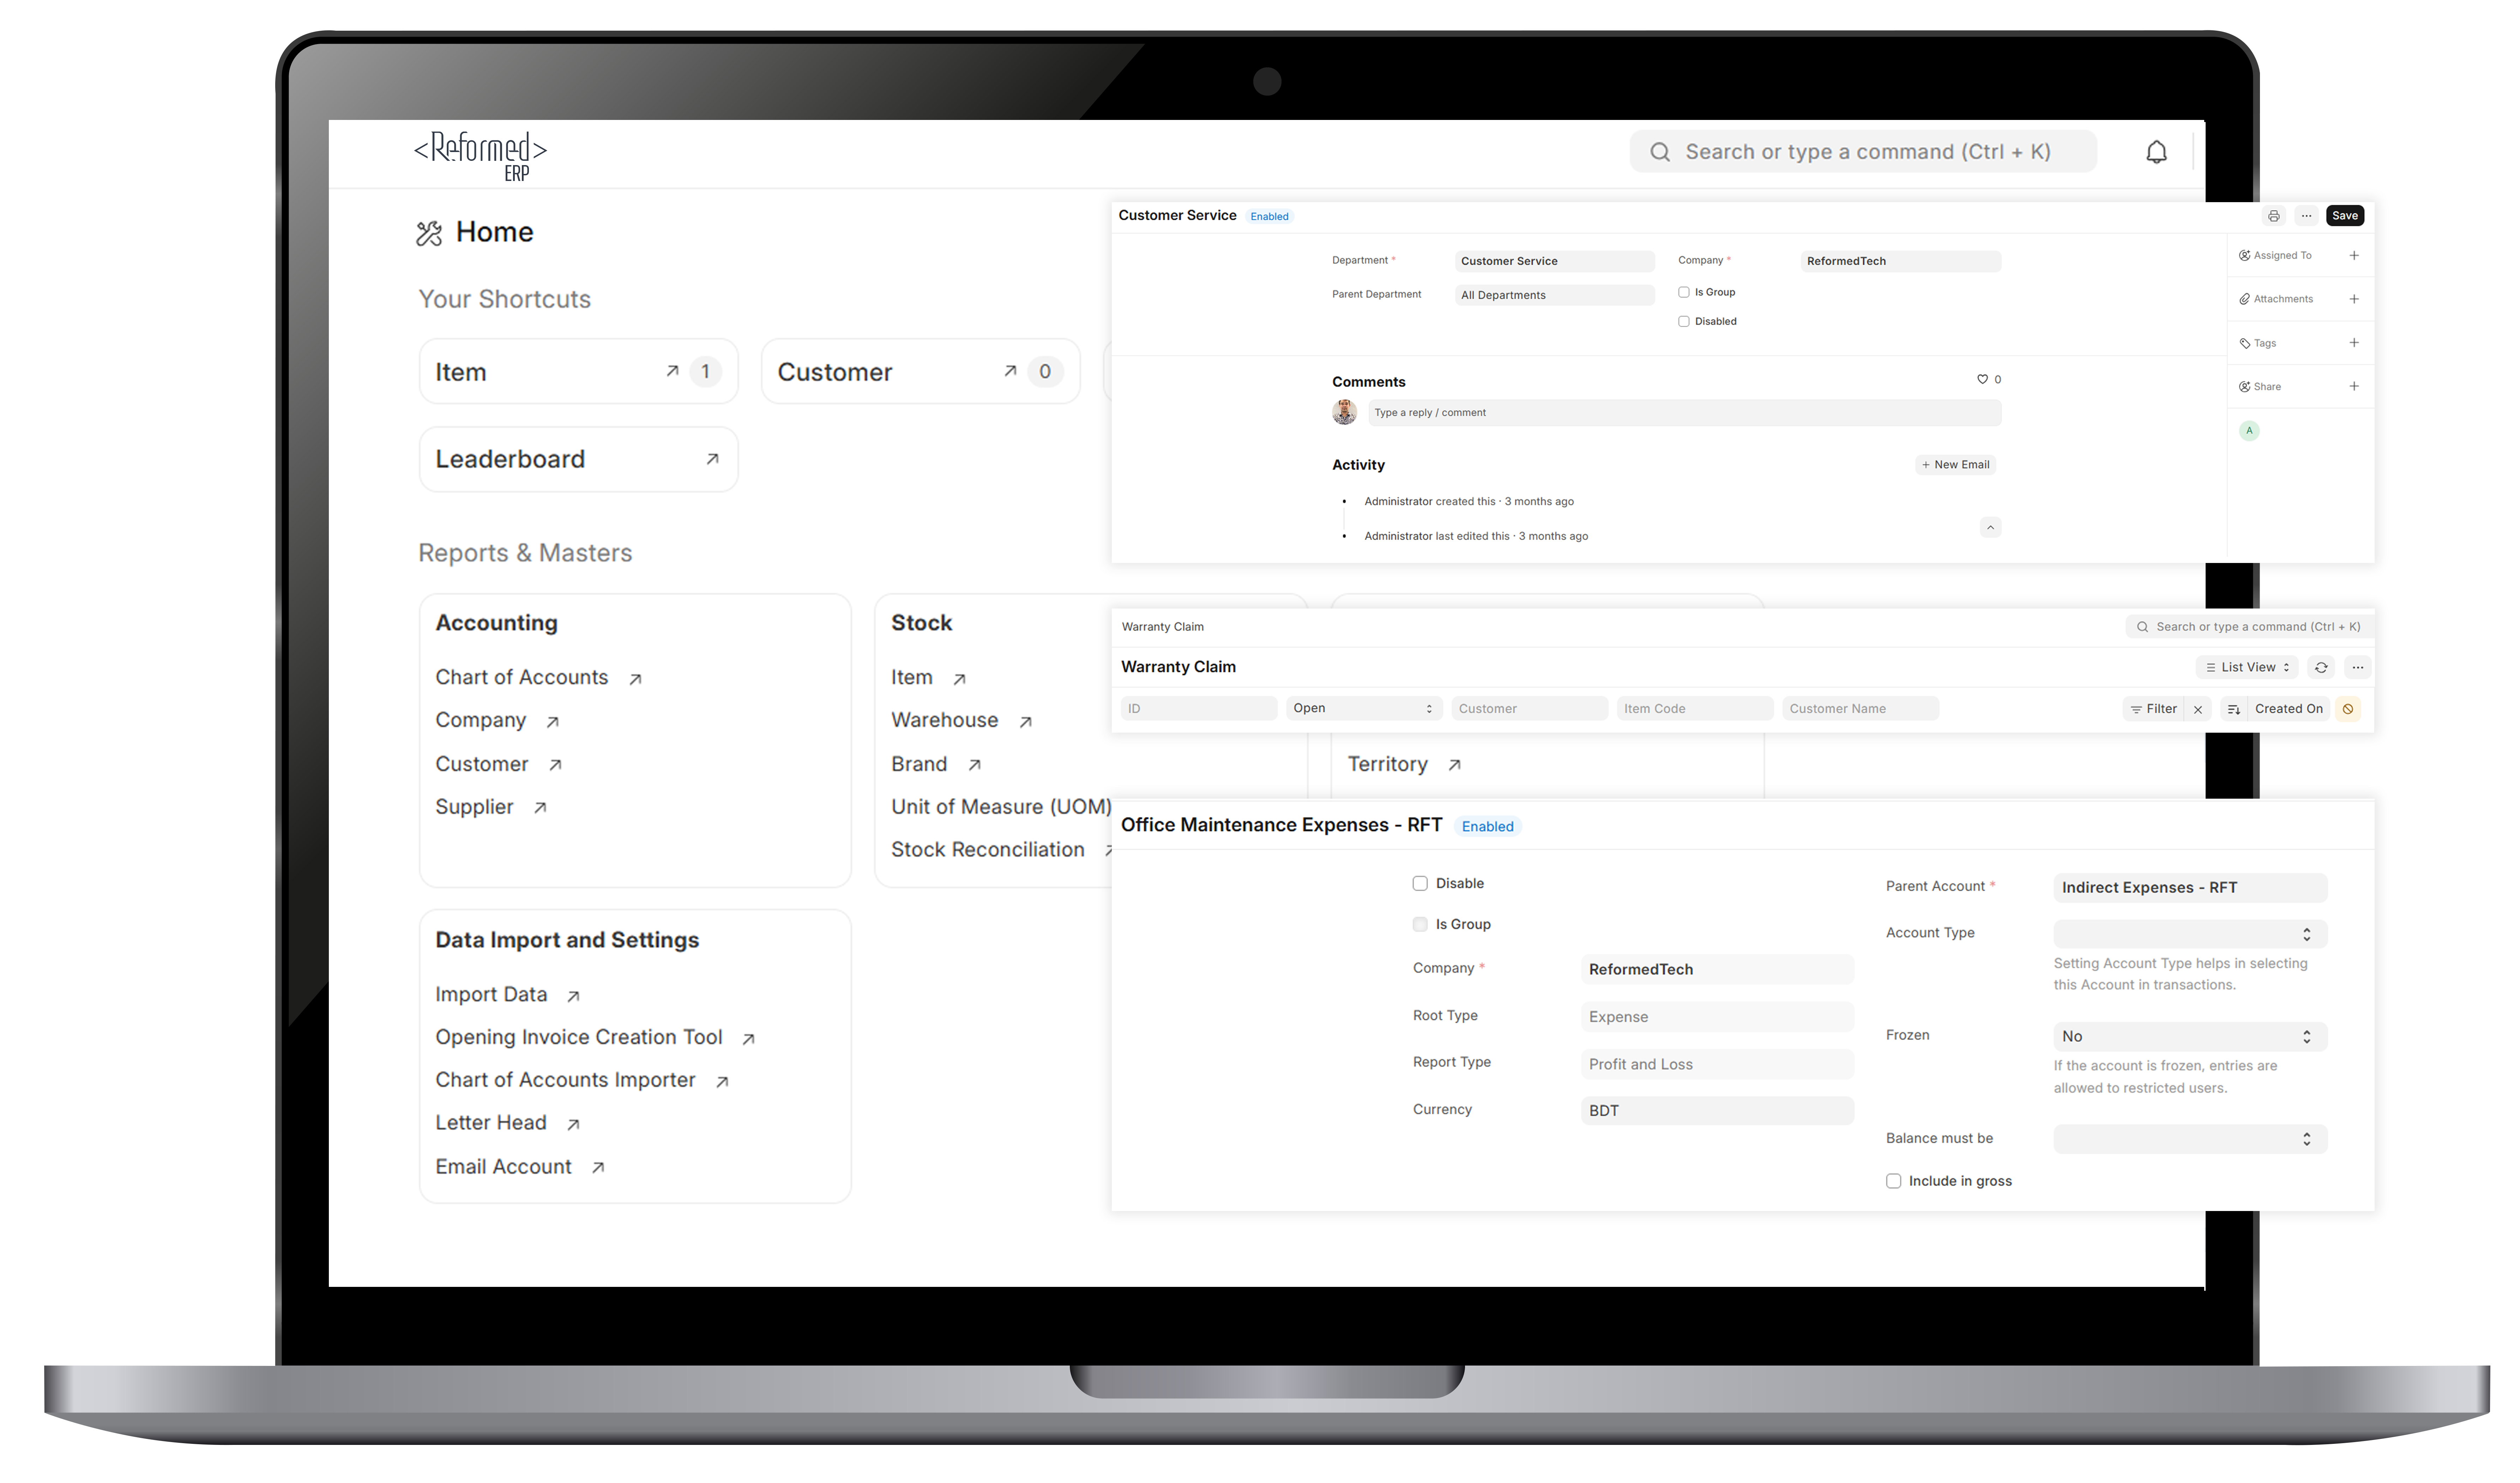 <Reformed>
ERP
Search or type a command (Ctrl + K)
Home
Your Shortcuts
Item 1
Customer 0
Leaderboard
Reports & Masters
Accounting
Chart of Accounts
Company
Customer
Supplier
Stock
Item
Warehouse
Brand
Unit of Measure (UOM)
Stock Reconciliation
Territory
Data Import and Settings
Import Data
Opening Invoice Creation Tool
Chart of Accounts Importer
Letter Head
Email Account
Customer Service Enabled
Save
Department * Customer Service
Company * ReformedTech
Parent Department All Departments
Is Group
Disabled
Comments
0
Type a reply / comment
Activity
+ New Email
Administrator created this · 3 months ago
Administrator last edited this · 3 months ago
Assigned To
Attachments
Tags
Share
A
Warranty Claim
Search or type a command (Ctrl + K)
Warranty Claim
List View
ID
Open
Customer
Item Code
Customer Name
Filter
Created On
Office Maintenance Expenses - RFT Enabled
Disable
Is Group
Company * ReformedTech
Root Type Expense
Report Type Profit and Loss
Currency BDT
Parent Account * Indirect Expenses - RFT
Account Type
Setting Account Type helps in selecting
this Account in transactions.
Frozen No
If the account is frozen, entries are
allowed to restricted users.
Balance must be
Include in gross